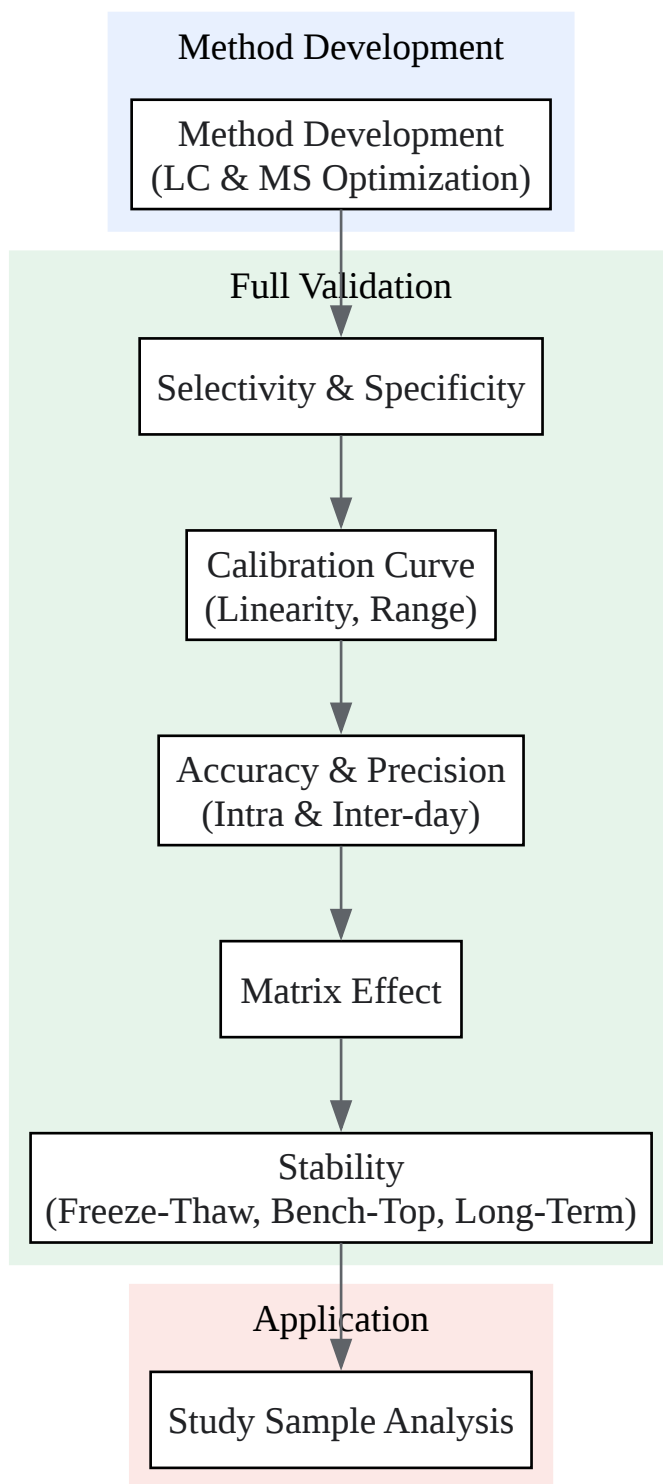 Method Development
Method Development
(LC & MS Optimization)
Full Validation
Selectivity & Specificity
Calibration Curve
(Linearity, Range)
Accuracy & Precision
(Intra & Inter-day)
Matrix Effect
Stability
(Freeze-Thaw, Bench-Top, Long-Term)
Application
Study Sample Analysis